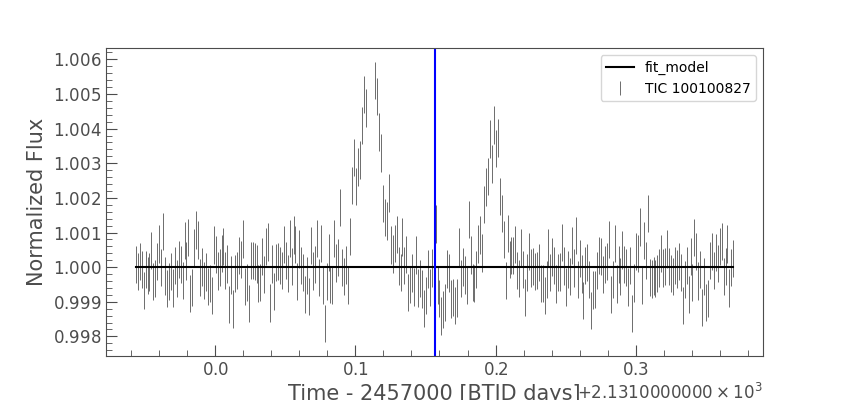 1.006
1.005
1.004
1.003
1.002
1.001
1.000
0.999
0.998
Normalized Flux
fit_model
TIC 100100827
0.0 0.1 0.2 0.3
Time - 2457000 [BTJD days]
+2.1310000000 × 10³